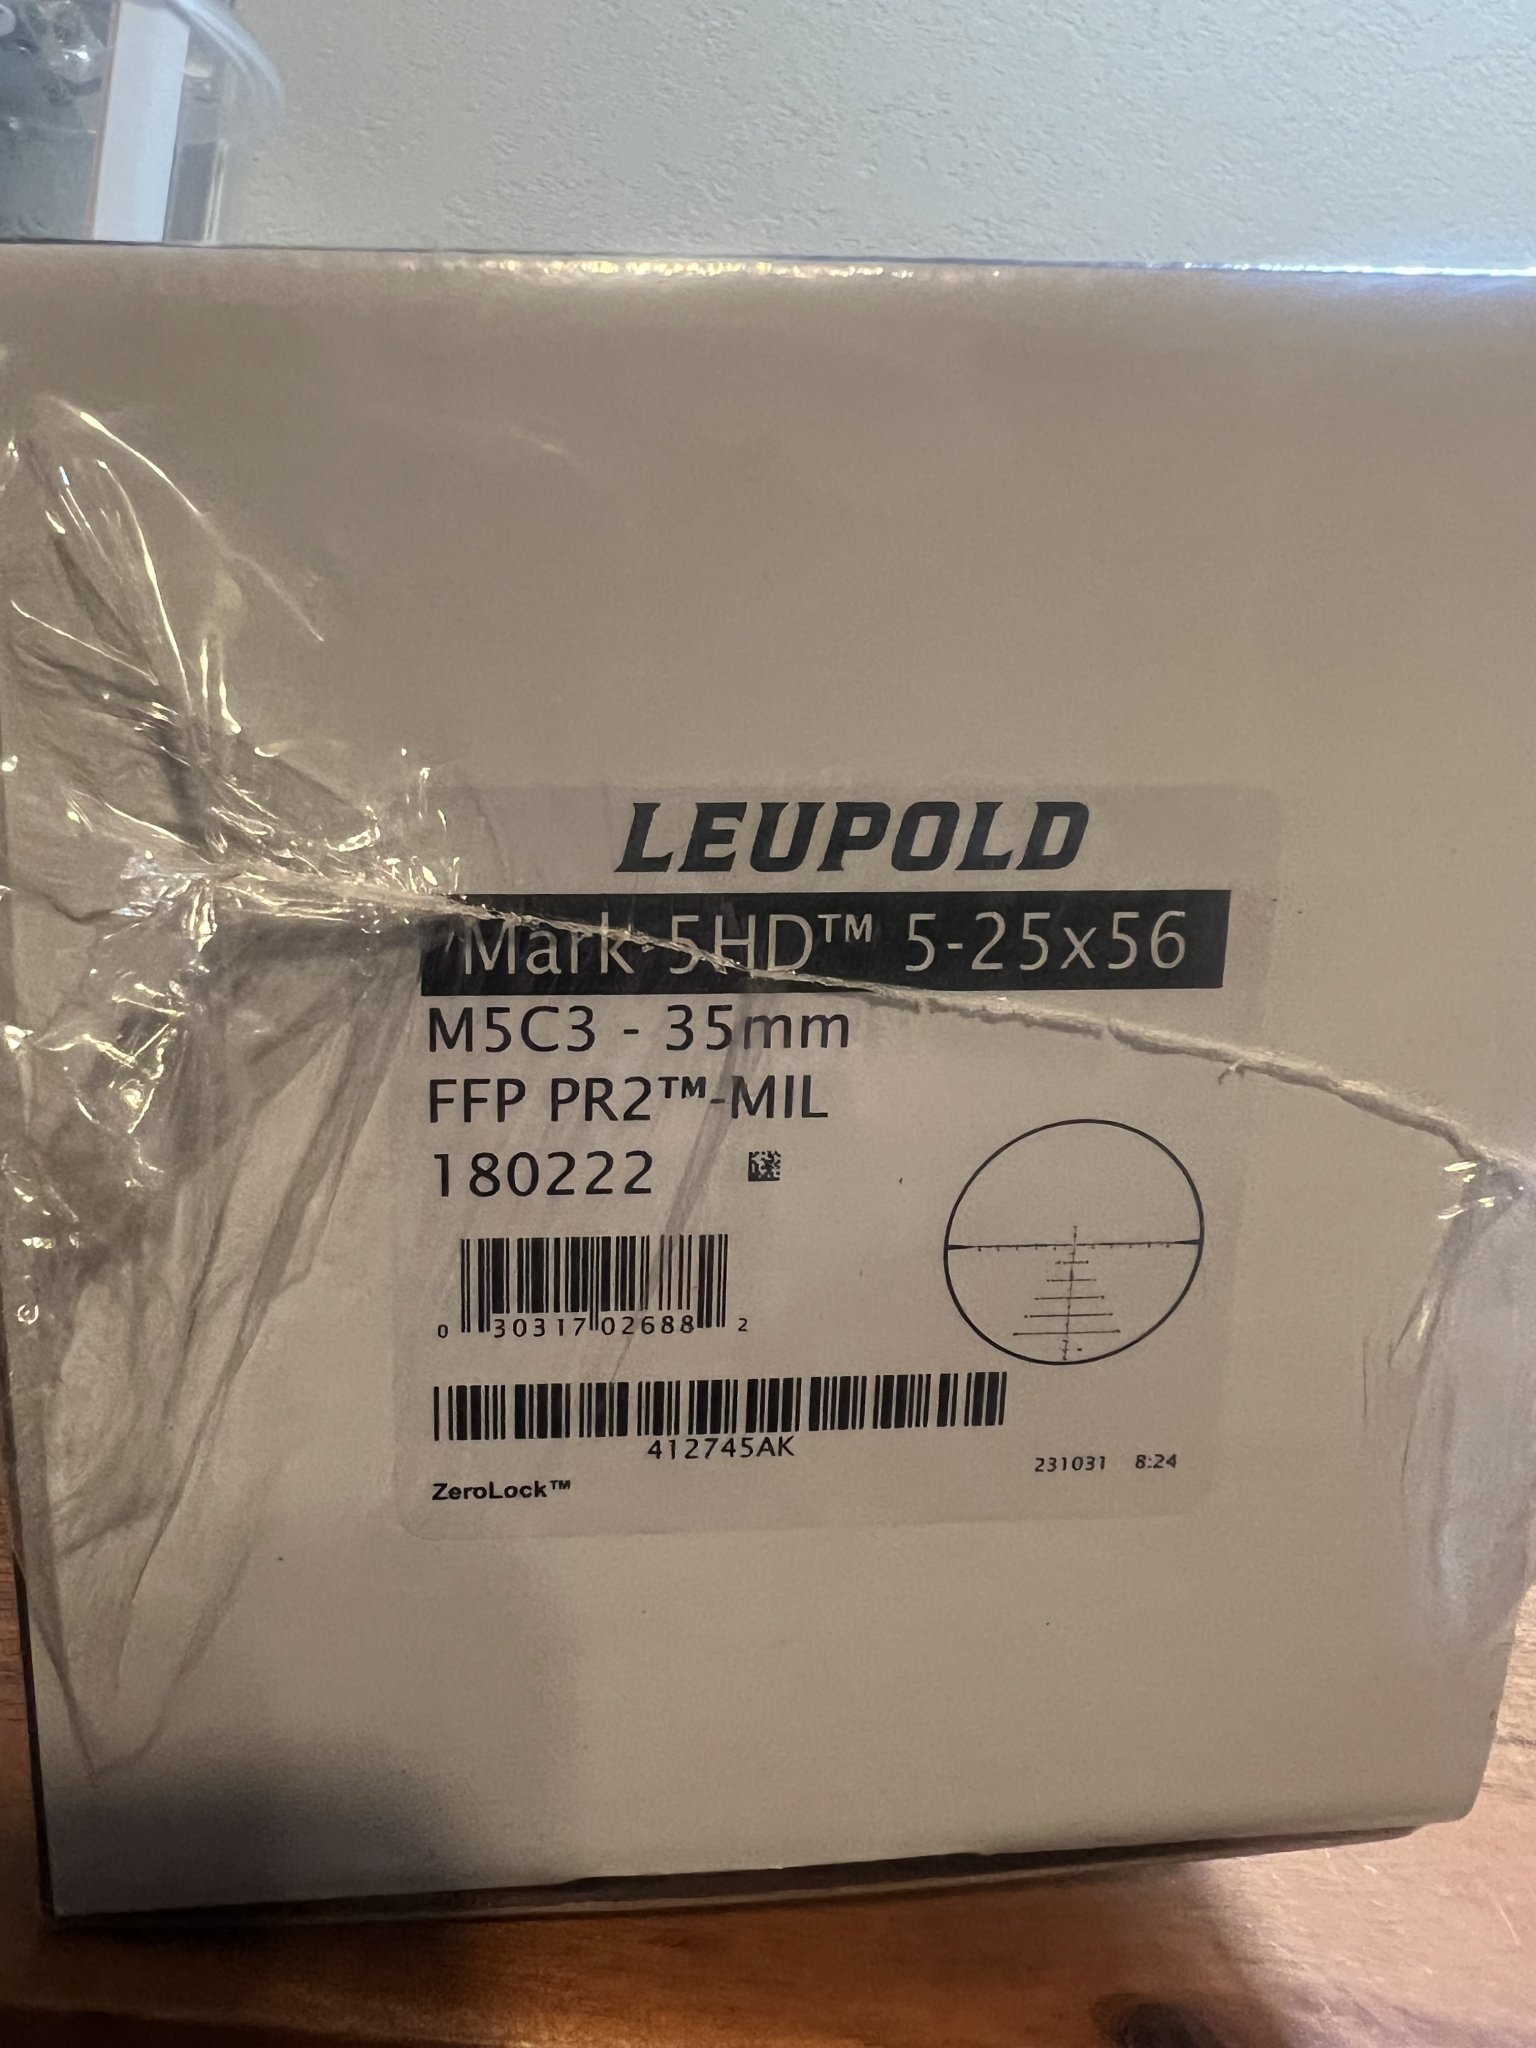 LEUPOLD
Mark 5HD™ 5-25x56
M5C3 - 35mm
FFP PR2™-MIL
180222
0 30317 02688 2
412745AK
231031 8:24
ZeroLock™